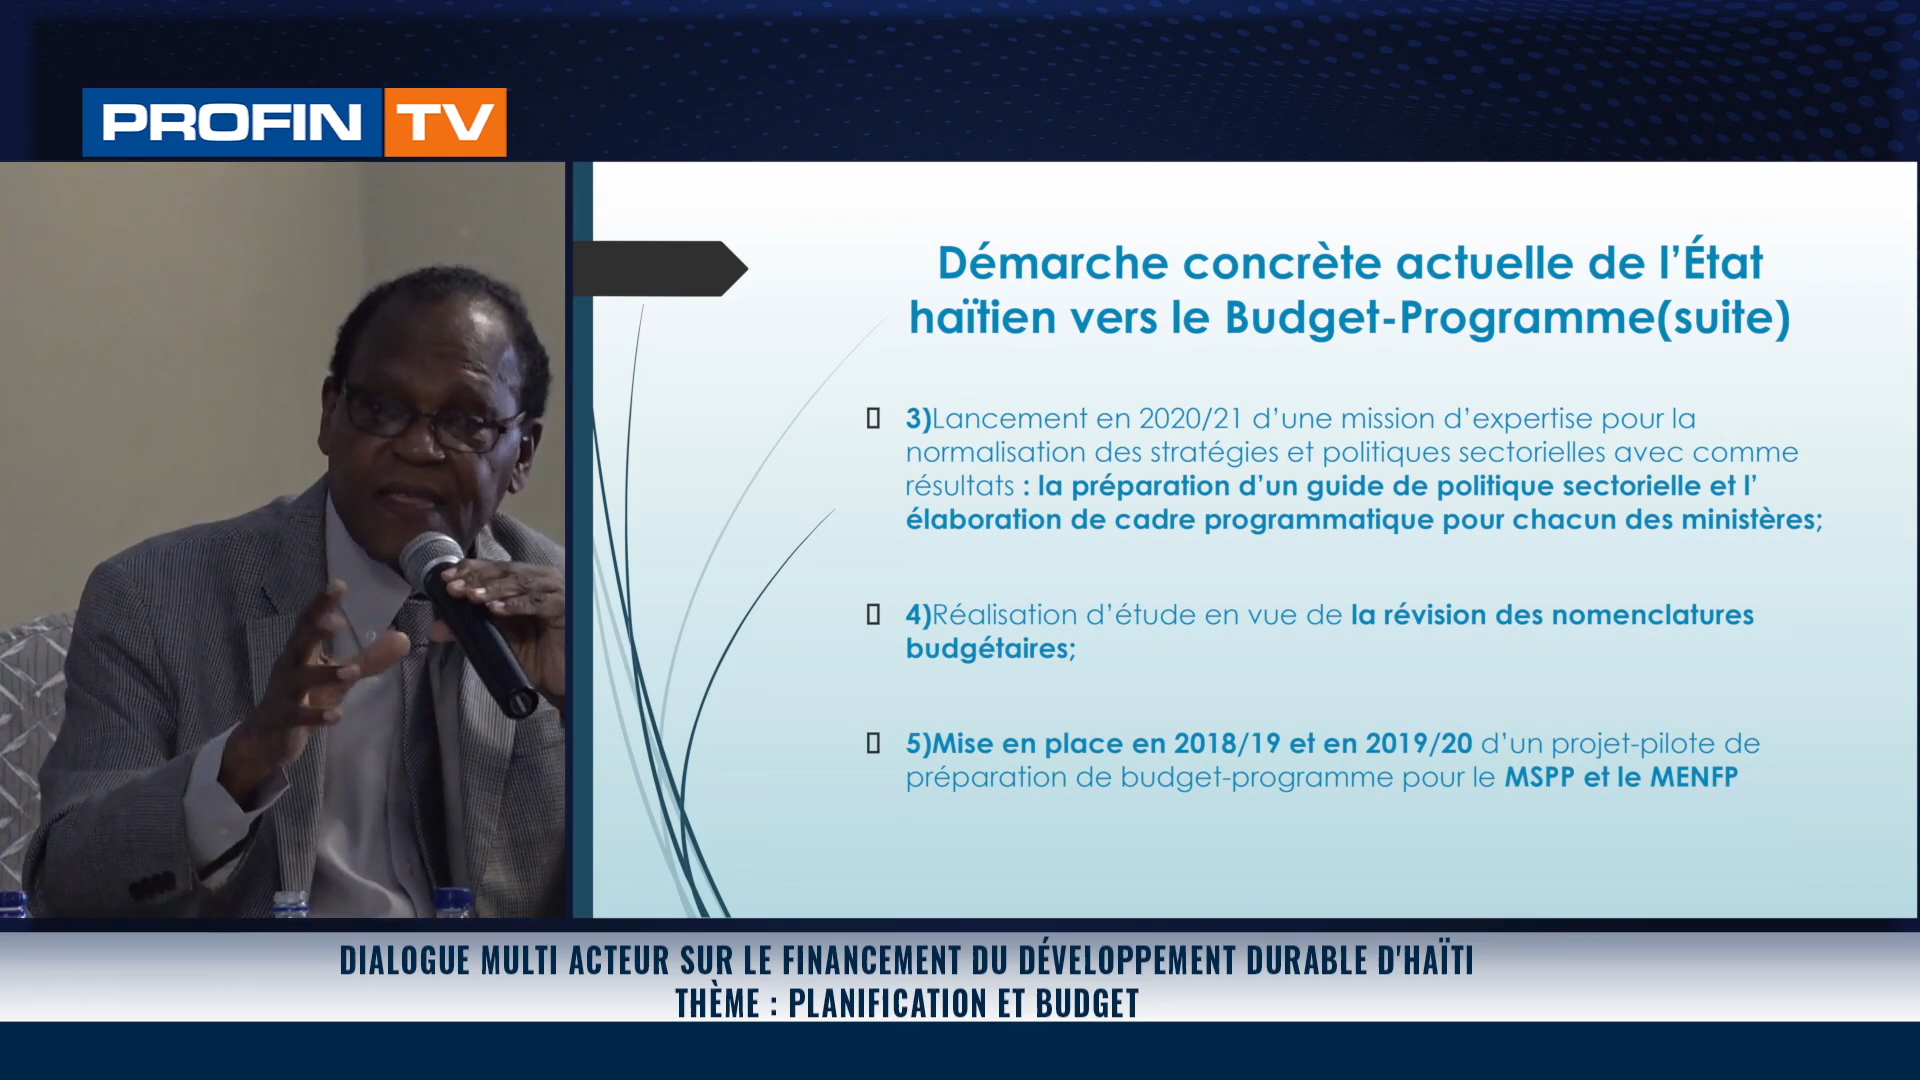 PROFIN TV
Démarche concrète actuelle de l’État
haïtien vers le Budget-Programme(suite)
3)Lancement en 2020/21 d’une mission d’expertise pour la
normalisation des stratégies et politiques sectorielles avec comme
résultats : la préparation d’un guide de politique sectorielle et l’
élaboration de cadre programmatique pour chacun des ministères;
4)Réalisation d’étude en vue de la révision des nomenclatures
budgétaires;
5)Mise en place en 2018/19 et en 2019/20 d’un projet-pilote de
préparation de budget-programme pour le MSPP et le MENFP
DIALOGUE MULTI ACTEUR SUR LE FINANCEMENT DU DÉVELOPPEMENT DURABLE D'HAÏTI
THÈME : PLANIFICATION ET BUDGET